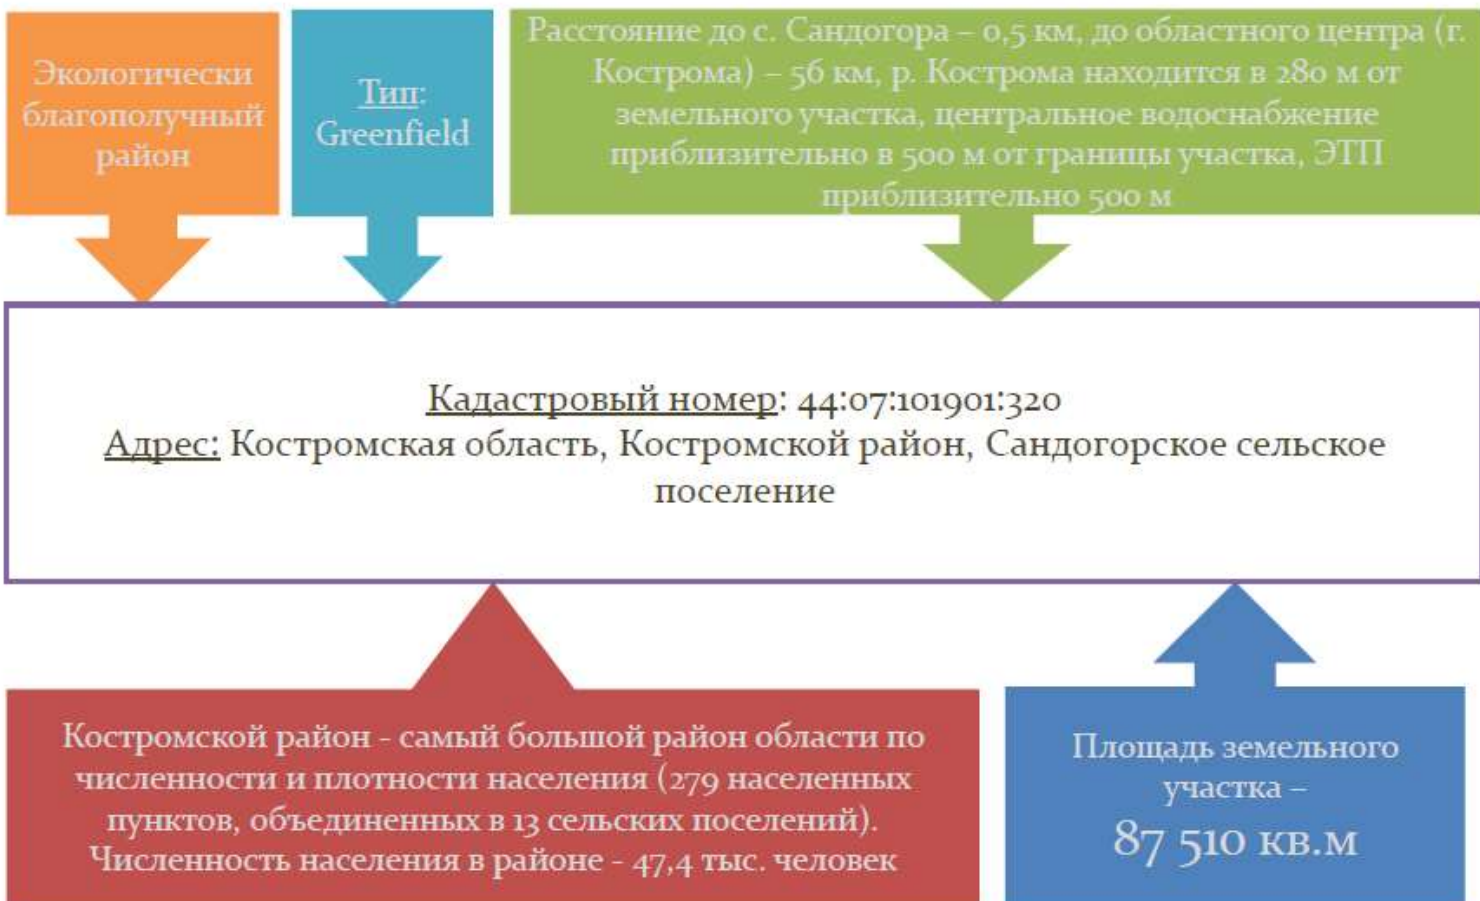 Экологически
благополучный
район
Тип:
Greenfield
Расстояние до с. Сандогора – 0,5 км, до областного центра (г.
Кострома) – 56 км, р. Кострома находится в 280 м от
земельного участка, центральное водоснабжение
приблизительно в 500 м от границы участка, ЭТП
приблизительно 500 м
Кадастровый номер: 44:07:101901:320
Адрес: Костромская область, Костромской район, Сандогорское сельское
поселение
Костромской район - самый большой район области по
численности и плотности населения (279 населенных
пунктов, объединенных в 13 сельских поселений).
Численность населения в районе - 47,4 тыс. человек
Площадь земельного
участка –
87 510 кв.м